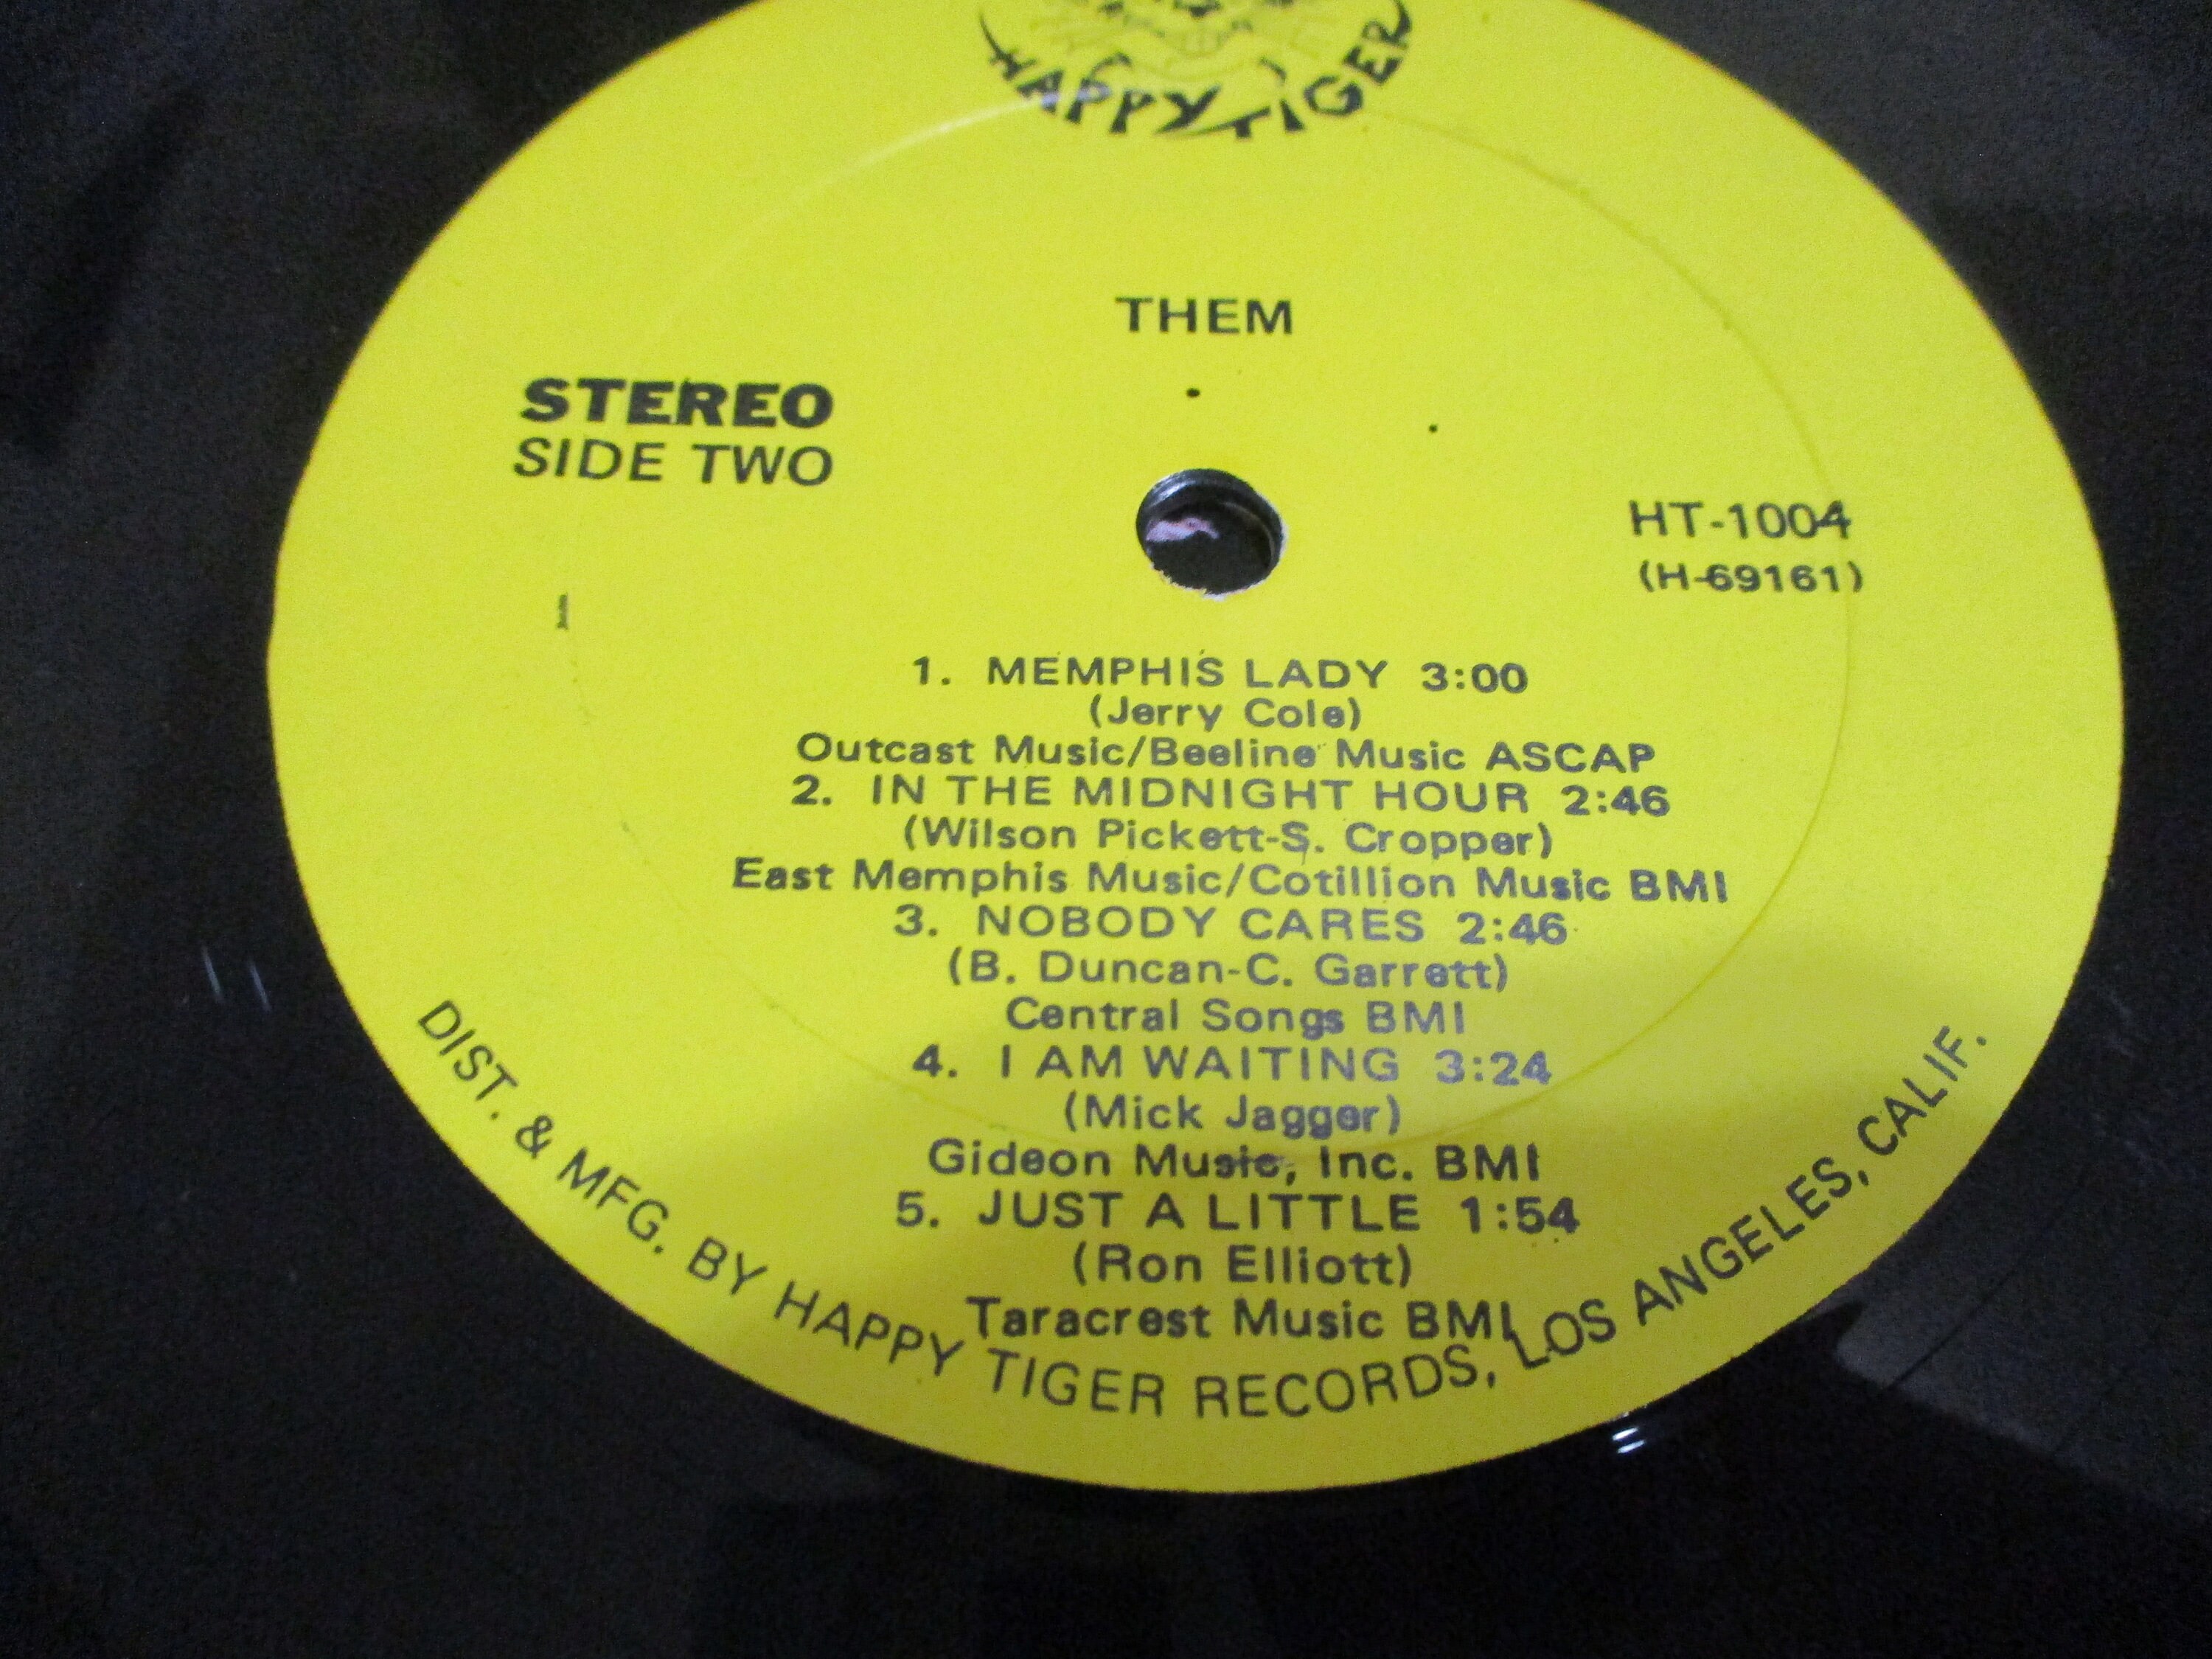 HAPPY TIGER
THEM
STEREO
SIDE TWO
HT-1004
(H-69161)
1. MEMPHIS LADY 3:00
(Jerry Cole)
Outcast Music/Beeline Music ASCAP
2. IN THE MIDNIGHT HOUR 2:46
(Wilson Pickett-S. Cropper)
East Memphis Music/Cotillion Music BMI
3. NOBODY CARES 2:46
(B. Duncan-C. Garrett)
Central Songs BMI
4. I AM WAITING 3:24
(Mick Jagger)
Gideon Music, Inc. BMI
5. JUST A LITTLE 1:54
(Ron Elliott)
Taracrest Music BMI
DIST. & MFG. BY HAPPY TIGER RECORDS, LOS ANGELES, CALIF.